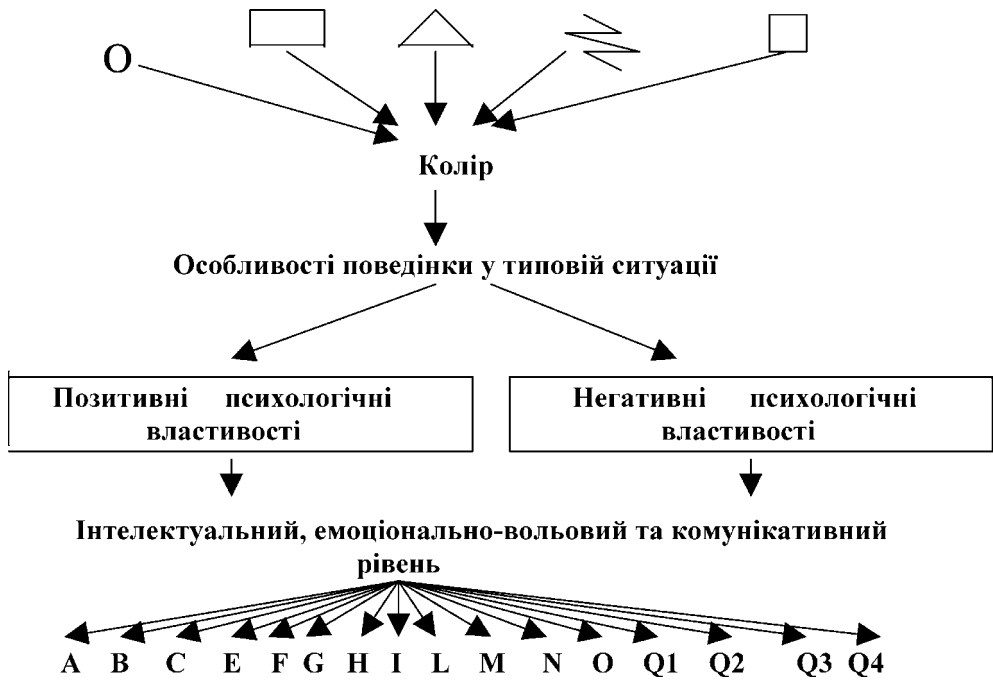 Колір
Особливості поведінки у типовій ситуації
Позитивні психологічні
властивості
Негативні психологічні
властивості
Інтелектуальний, емоціонально-вольовий та комунікативний
рівень
A B C E F G H I L M N O Q1 Q2 Q3 Q4